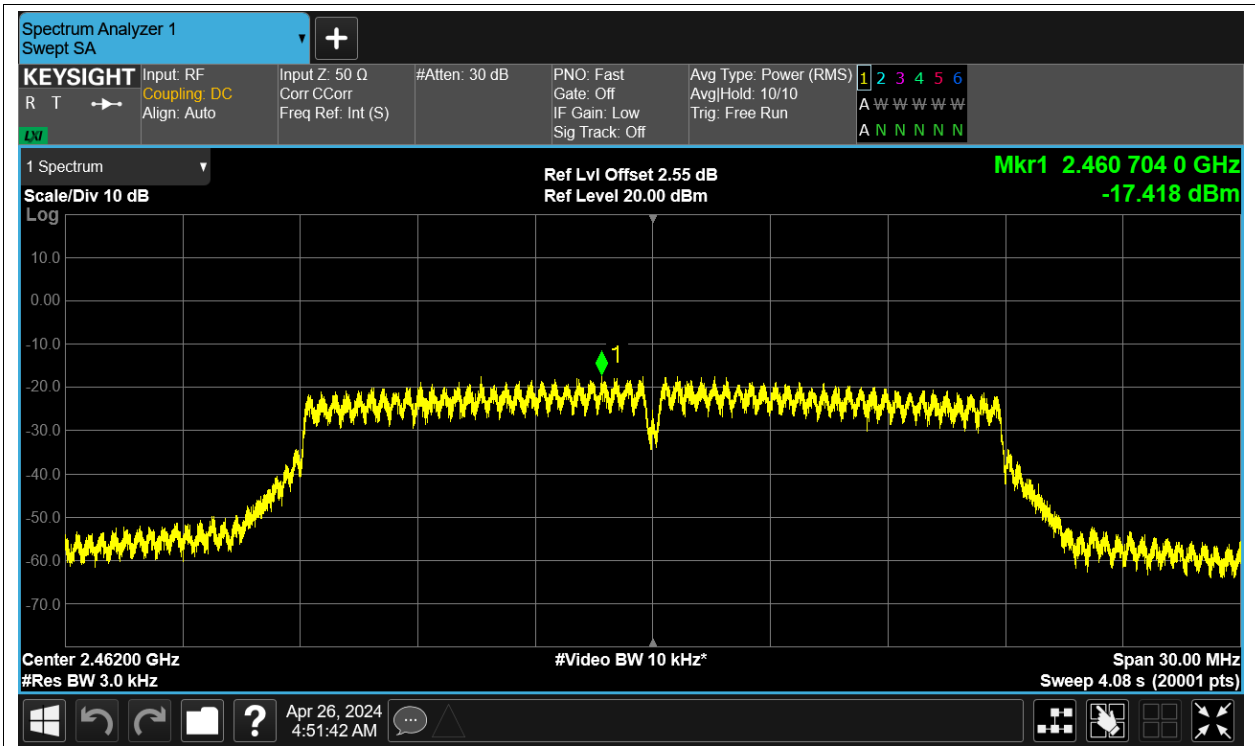 Spectrum Analyzer 1
Swept SA
KEYSIGHT
R T
LXI
Input: RF
Coupling: DC
Align: Auto
Input Z: 50 Ω
Corr CCorr
Freq Ref: Int (S)
#Atten: 30 dB
PNO: Fast
Gate: Off
IF Gain: Low
Sig Track: Off
Avg Type: Power (RMS)
Avg|Hold: 10/10
Trig: Free Run
1 2 3 4 5 6
A W W W W W
A N N N N N
1 Spectrum
Scale/Div 10 dB
Ref Lvl Offset 2.55 dB
Ref Level 20.00 dBm
Mkr1 2.460 704 0 GHz
-17.418 dBm
Log
10.0
0.00
-10.0
1
-20.0
-30.0
-40.0
-50.0
-60.0
-70.0
Center 2.46200 GHz
#Video BW 10 kHz*
Span 30.00 MHz
#Res BW 3.0 kHz
Sweep 4.08 s (20001 pts)
?
Apr 26, 2024
4:51:42 AM